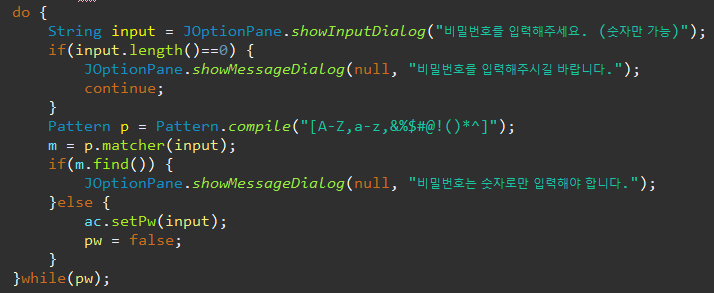 do {
String input = JOptionPane.showInputDialog("비밀번호를 입력해주세요. (숫자만 가능)");
if(input.length()==0) {
JOptionPane.showMessageDialog(null, "비밀번호를 입력해주시길 바랍니다.");
continue;
}
Pattern p = Pattern.compile("[A-Z,a-z,&%$#@!()*^]");
m = p.matcher(input);
if(m.find()) {
JOptionPane.showMessageDialog(null, "비밀번호는 숫자로만 입력해야 합니다.");
}else {
ac.setPw(input);
pw = false;
}
}while(pw);